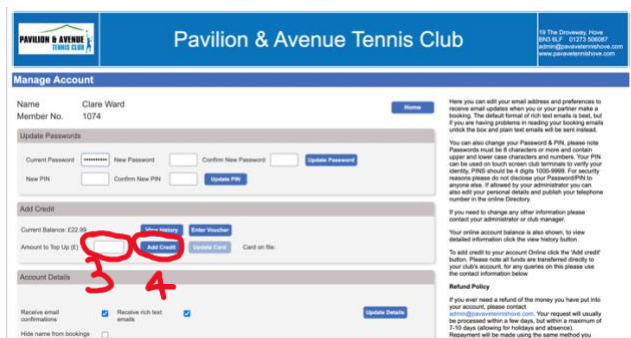 PAVILION & AVENUE
TENNIS CLUB
Pavilion & Avenue Tennis Club
19 The Droveway, Hove
BN3 6LF 01273 506087
admin@pavavetennishove.com
www.pavavetennishove.com
Manage Account
Name Clare Ward
Member No. 1074
Home
Update Passwords
Current Password New Password Confirm New Password Update Password
New PIN Confirm New PIN Update PIN
Add Credit
Current Balance: £22.99 View history Enter Voucher
Amount to Top Up (£) Add Credit Update Card Card on file:
3 4
Account Details
Receive email confirmations
Receive rich text emails
Update Details
Hide name from bookings
Here you can edit your email address and preferences to
receive email updates when you or your partner make a
booking. The default format of rich text emails is best, but
if you are having problems in reading your booking emails
untick the box and plain text emails will be sent instead.
You can also change your Password & PIN, please note
Passwords must be 8 characters or more and contain
upper and lower case characters and numbers. Your PIN
can be used on touch screen club terminals to verify your
identity, PINS should be 4 digits 1000-9999. For security
reasons please do not disclose your Password/PIN to
anyone else. If allowed by your administrator you can
also edit your personal details and publish your telephone
number in the online Directory.
If you need to change any other information please
contact your administrator or club manager.
Your online account balance is also shown, to view
detailed information click the view history button.
To add credit to your account Online click the 'Add credit'
button. Please note all funds are transferred directly to
your club's account, for any queries on this please use
the contact information below
Refund Policy
If you ever need a refund of the money you have put into
your account, please contact
admin@pavavetennishove.com. Your request will usually
be processed within a few days, but within a maximum of
7-10 days (allowing for holidays and absence).
Repayment will be made using the same method you